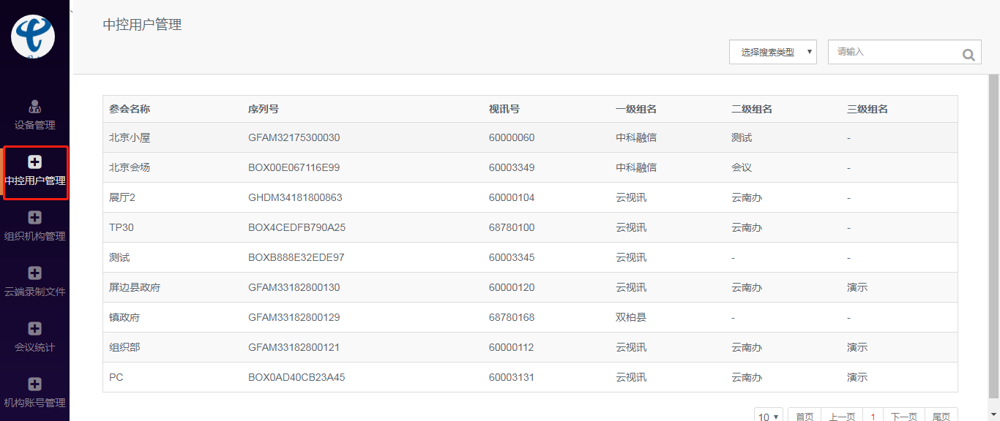 中控用户管理
选择搜索类型
请输入
设备管理
中控用户管理
组织机构管理
云端录制文件
会议统计
机构账号管理
参会名称 序列号 视讯号 一级组名 二级组名 三级组名
北京小屋 GFAM32175300030 60000060 中科融信 测试 -
北京会场 BOX00E067116E99 60003349 中科融信 会议 -
展厅2 GHDM34181800863 60000104 云视讯 云南办 -
TP30 BOX4CEDFB790A25 68780100 云视讯 云南办 -
测试 BOXB888E32EDE97 60003345 云视讯 - -
屏边县政府 GFAM33182800130 60000120 云视讯 云南办 演示
镇政府 GFAM33182800129 68780168 双柏县 - -
组织部 GFAM33182800121 60000112 云视讯 云南办 演示
PC BOX0AD40CB23A45 60003131 云视讯 云南办 演示
10 首页 上一页 1 下一页 尾页